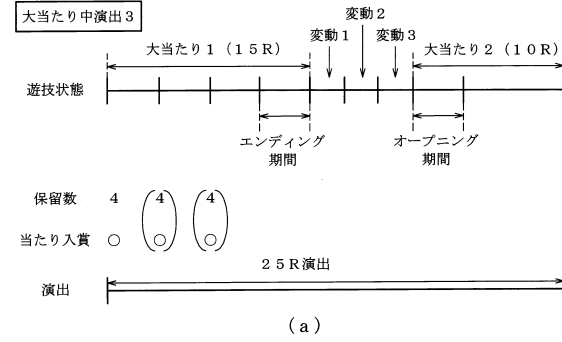 大当たり中演出3
変動2
大当たり1（15R） 変動1 変動3 大当たり2（10R）
遊技状態
エンディング期間 オープニング期間
保留数 4 (4) (4)
当たり入賞 ○ (○) (○)
25R演出
演出
(a)